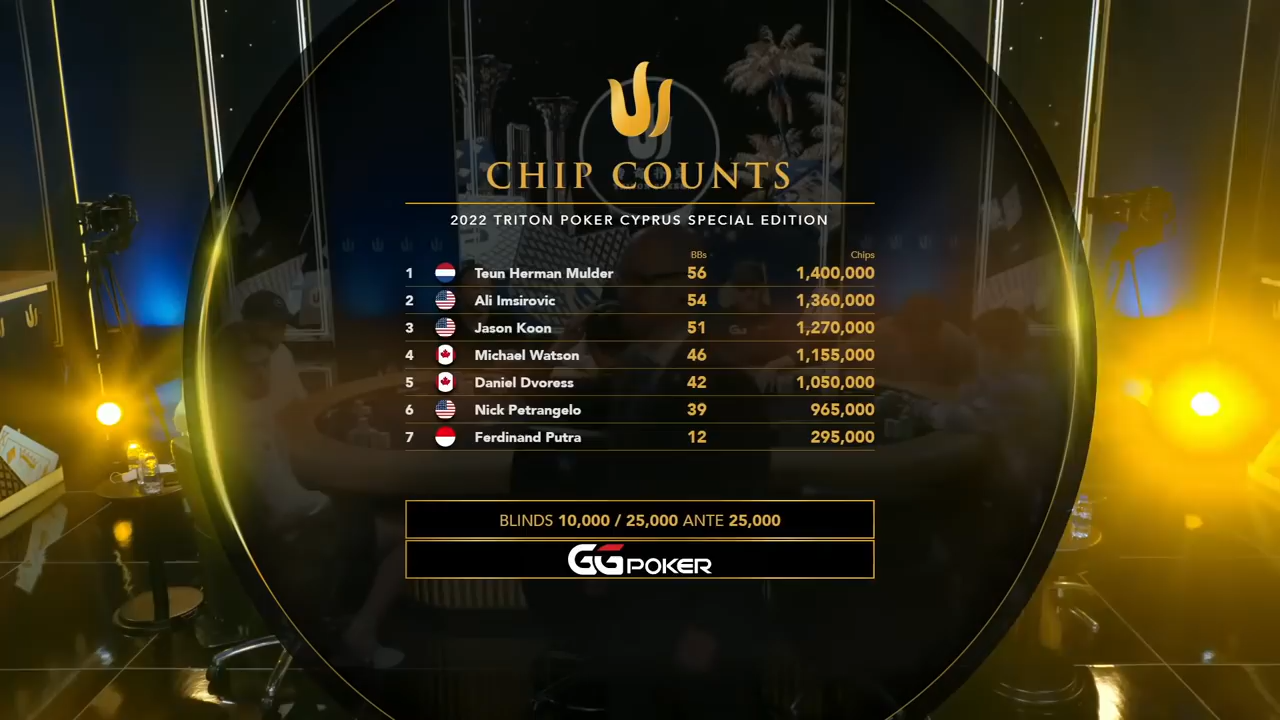 CHIP COUNTS
2022 TRITON POKER CYPRUS SPECIAL EDITION
BBs Chips
1 Teun Herman Mulder 56 1,400,000
2 Ali Imsirovic 54 1,360,000
3 Jason Koon 51 1,270,000
4 Michael Watson 46 1,155,000
5 Daniel Dvoress 42 1,050,000
6 Nick Petrangelo 39 965,000
7 Ferdinand Putra 12 295,000
BLINDS 10,000 / 25,000 ANTE 25,000
GGPOKER